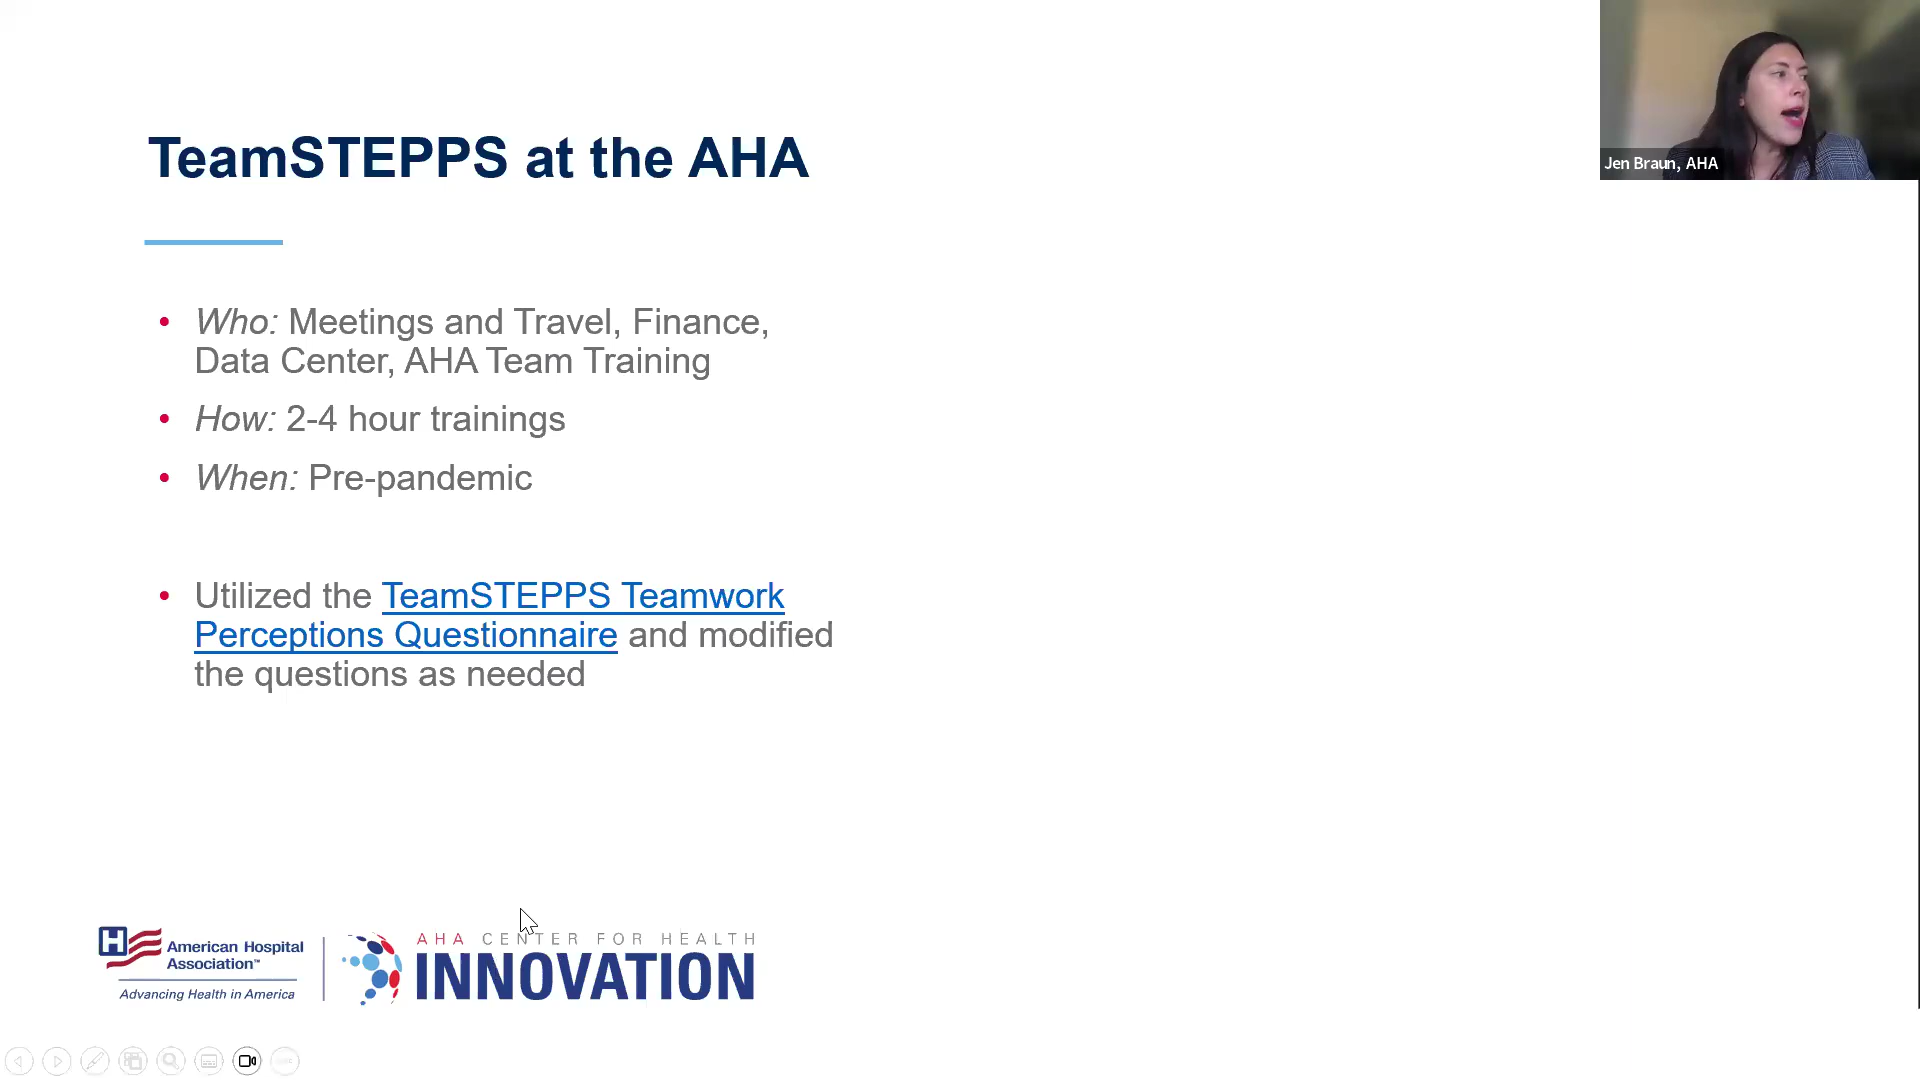 TeamSTEPPS at the AHA
Jen Braun, AHA
• Who: Meetings and Travel, Finance,
Data Center, AHA Team Training
• How: 2-4 hour trainings
• When: Pre-pandemic
• Utilized the TeamSTEPPS Teamwork
Perceptions Questionnaire and modified
the questions as needed
H American Hospital
Association™
Advancing Health in America
AHA CENTER FOR HEALTH
INNOVATION